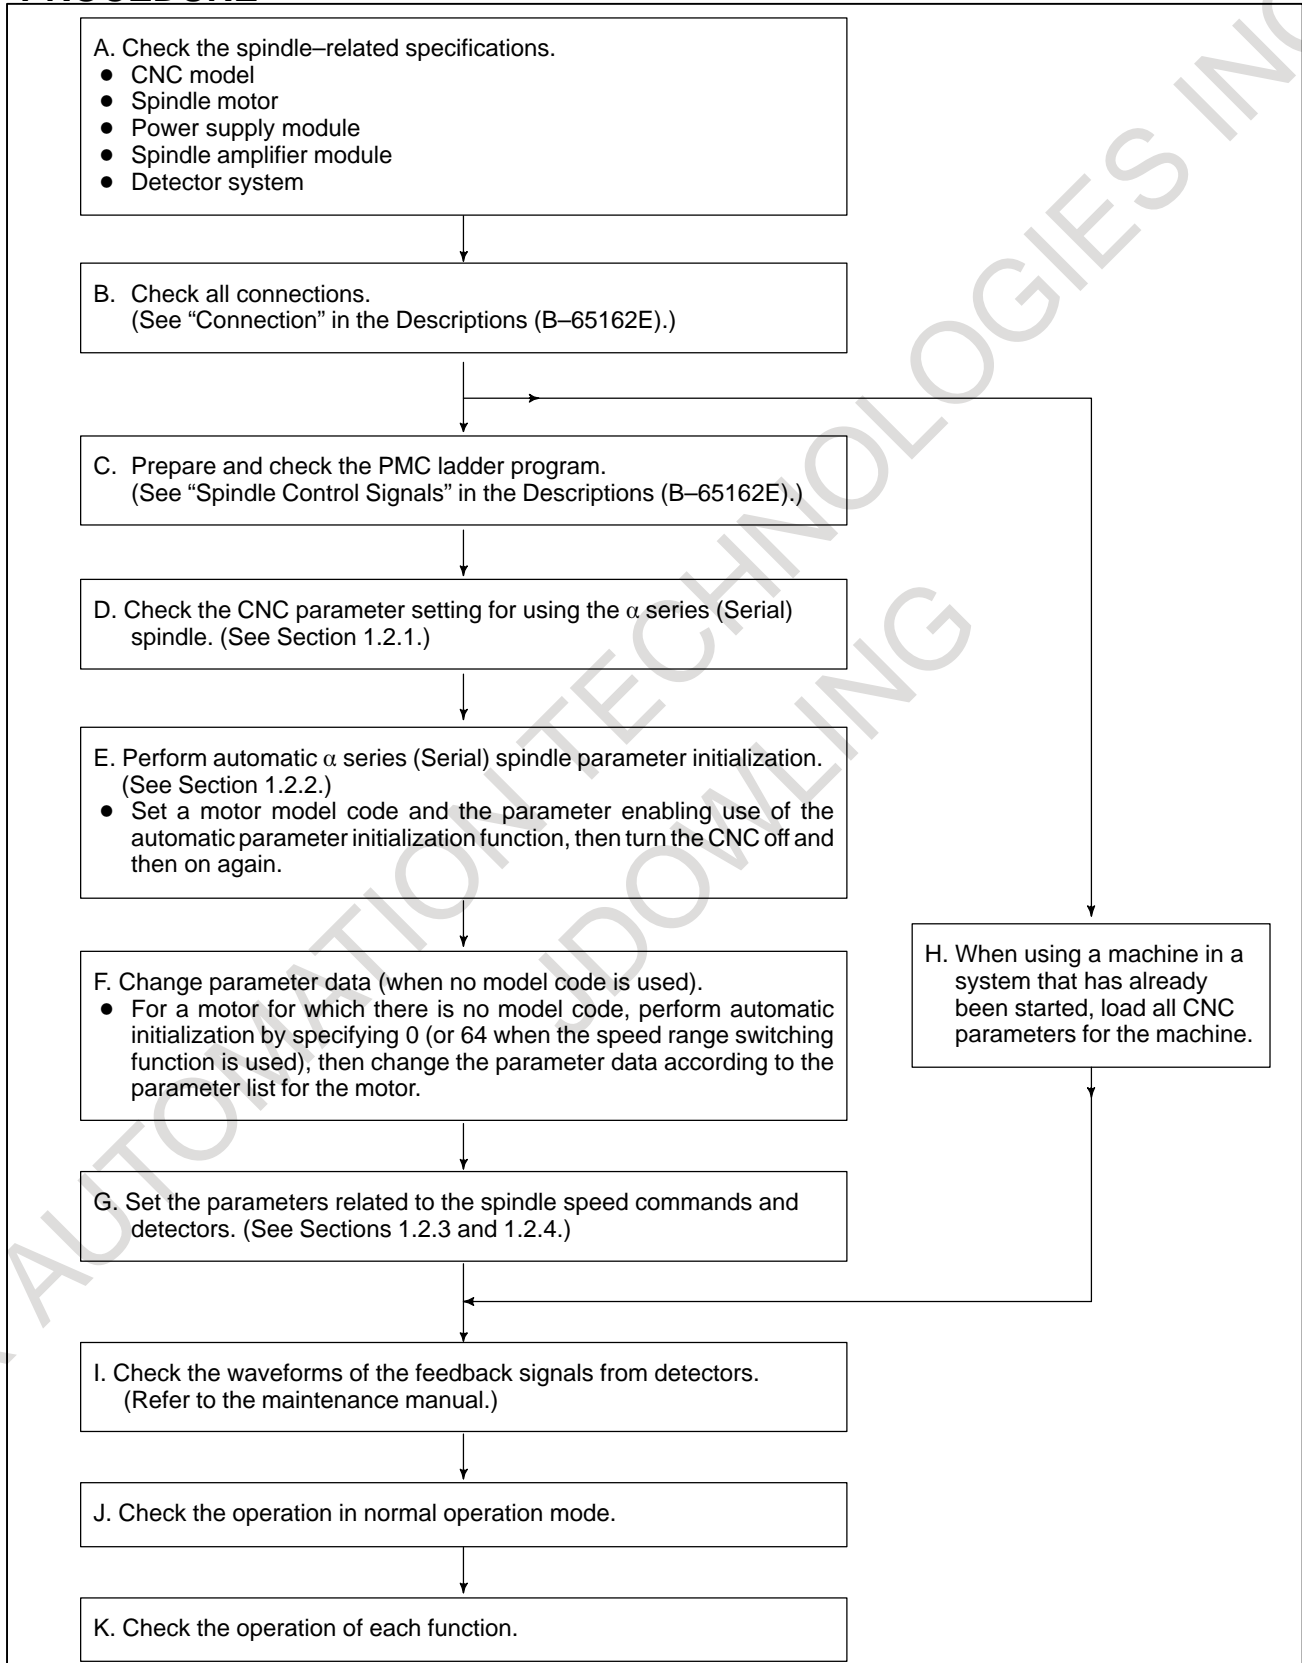 PROCEDURE
A. Check the spindle–related specifications.
● CNC model
● Spindle motor
● Power supply module
● Spindle amplifier module
● Detector system
B. Check all connections.
(See “Connection” in the Descriptions (B–65162E).)
C. Prepare and check the PMC ladder program.
(See “Spindle Control Signals” in the Descriptions (B–65162E).)
D. Check the CNC parameter setting for using the α series (Serial)
spindle. (See Section 1.2.1.)
E. Perform automatic α series (Serial) spindle parameter initialization.
(See Section 1.2.2.)
● Set a motor model code and the parameter enabling use of the
automatic parameter initialization function, then turn the CNC off and
then on again.
F. Change parameter data (when no model code is used).
● For a motor for which there is no model code, perform automatic
initialization by specifying 0 (or 64 when the speed range switching
function is used), then change the parameter data according to the
parameter list for the motor.
H. When using a machine in a
system that has already
been started, load all CNC
parameters for the machine.
G. Set the parameters related to the spindle speed commands and
detectors. (See Sections 1.2.3 and 1.2.4.)
I. Check the waveforms of the feedback signals from detectors.
(Refer to the maintenance manual.)
J. Check the operation in normal operation mode.
K. Check the operation of each function.
AUTOMATION TECHNOLOGIES INC
JDOWLING